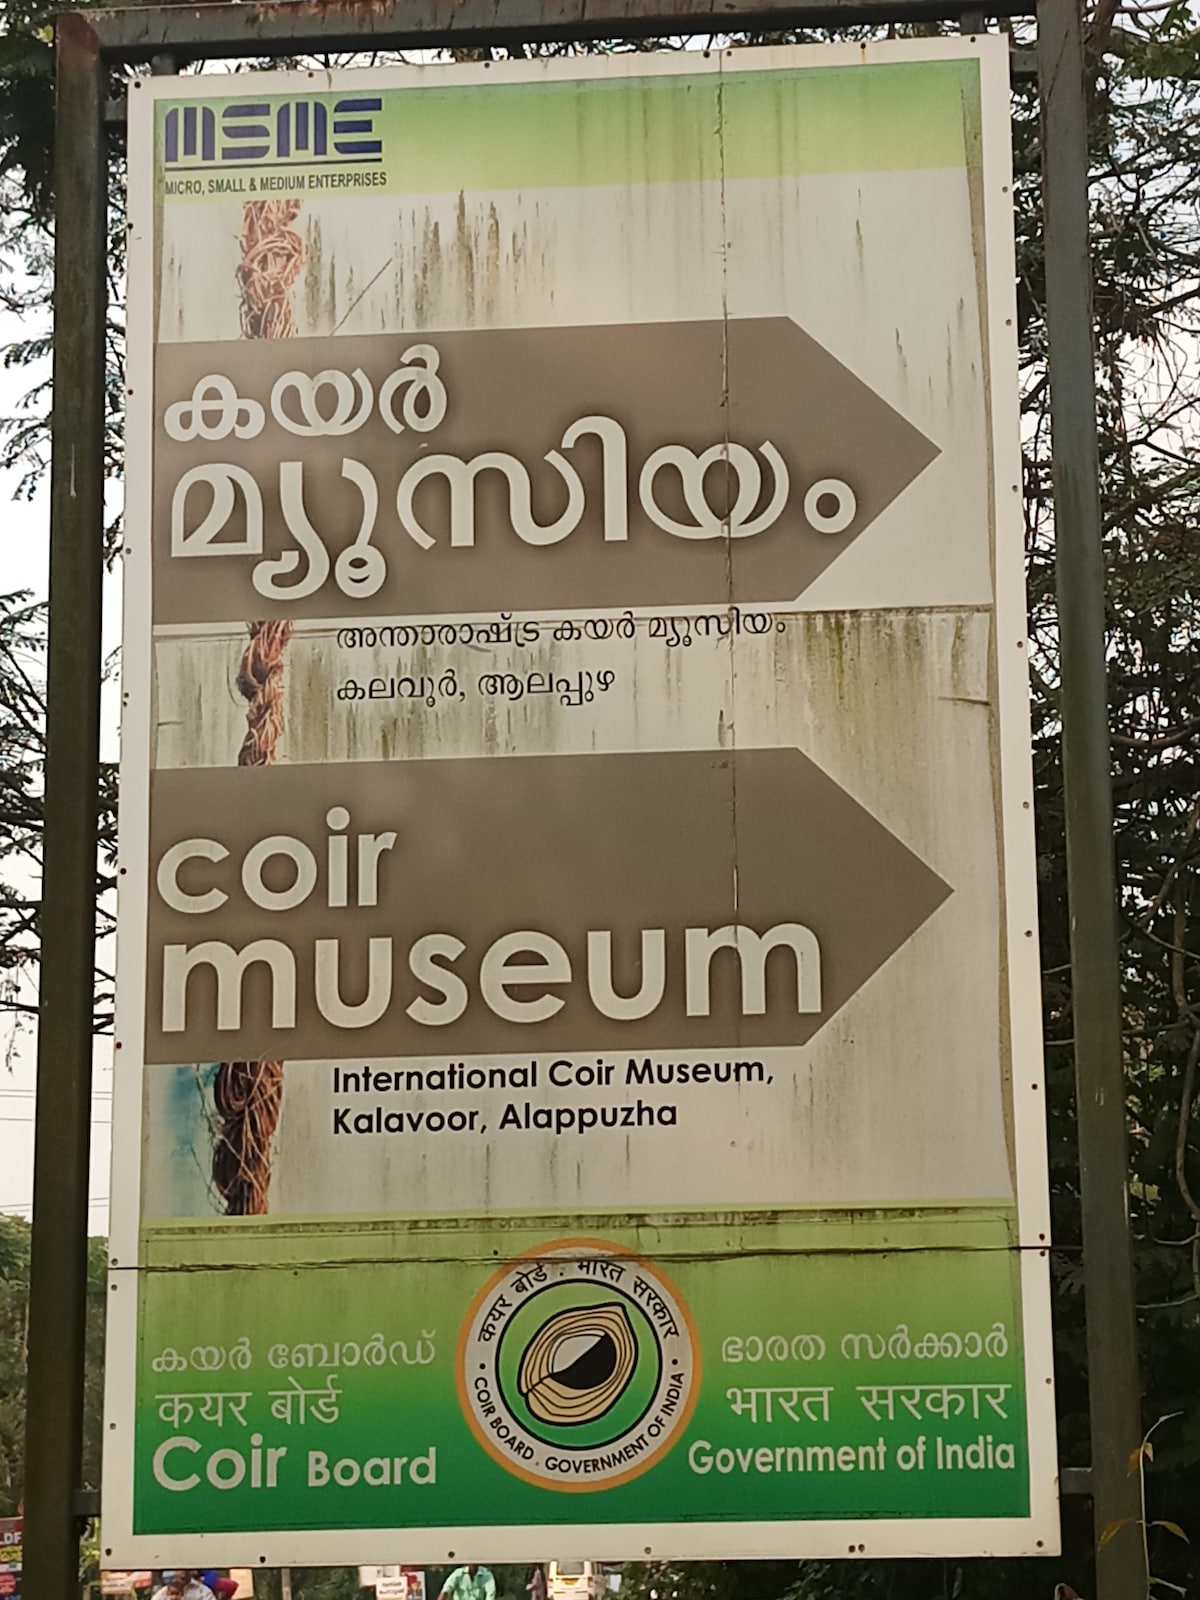 MSME
MICRO, SMALL & MEDIUM ENTERPRISES
കയർ
മ്യൂസിയം
അന്താരാഷ്ട്ര കയർ മ്യൂസിയം
കലവൂർ, ആലപ്പുഴ
coir
museum
International Coir Museum,
Kalavoor, Alappuzha
കയർ ബോർഡ്
कयर बोर्ड
Coir Board
कयर बोर्ड . भारत सरकार
COIR BOARD . GOVERNMENT OF INDIA
ഭാരത സർക്കാർ
भारत सरकार
Government of India